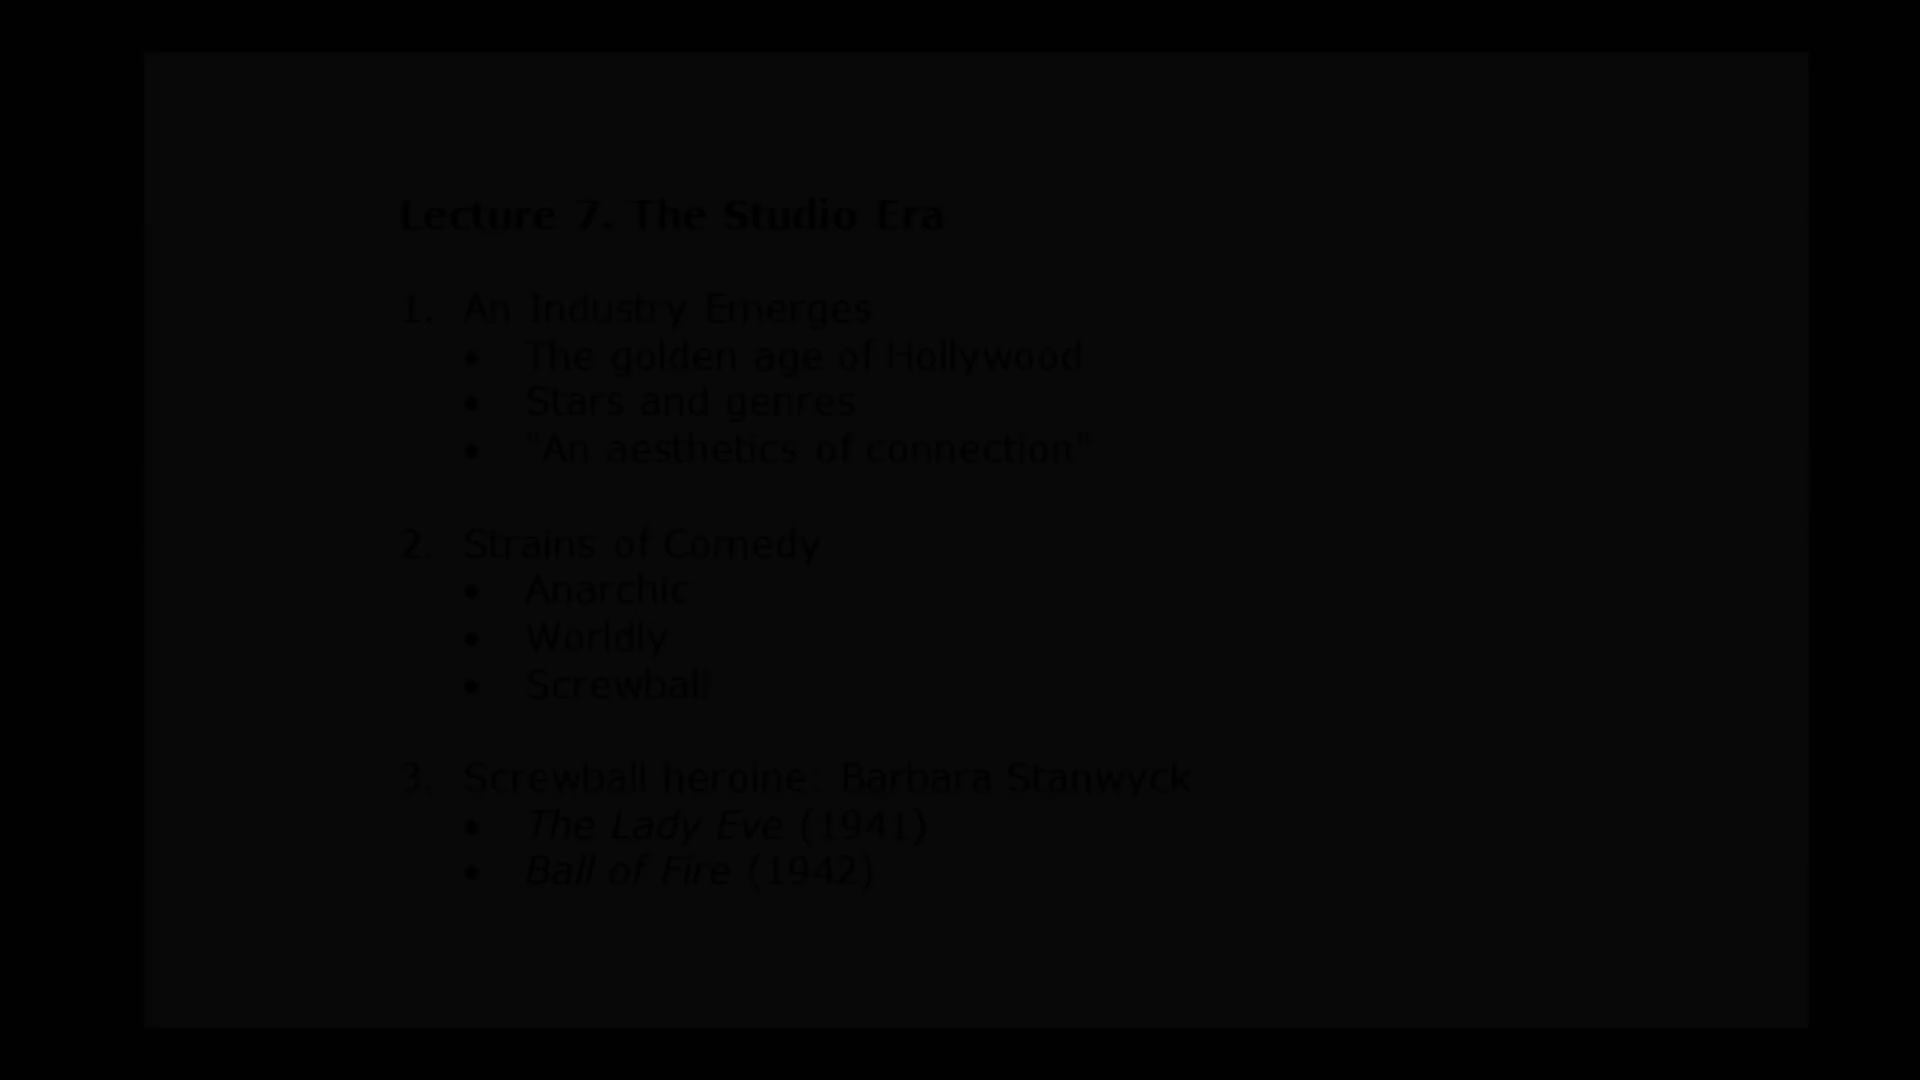 Lecture 7. The Studio Era
1. An Industry Emerges
• The golden age of Hollywood
• Stars and genres
• "An aesthetics of connection"
2. Strains of Comedy
• Anarchic
• Worldly
• Screwball
3. Screwball heroine: Barbara Stanwyck
• The Lady Eve (1941)
• Ball of Fire (1942)